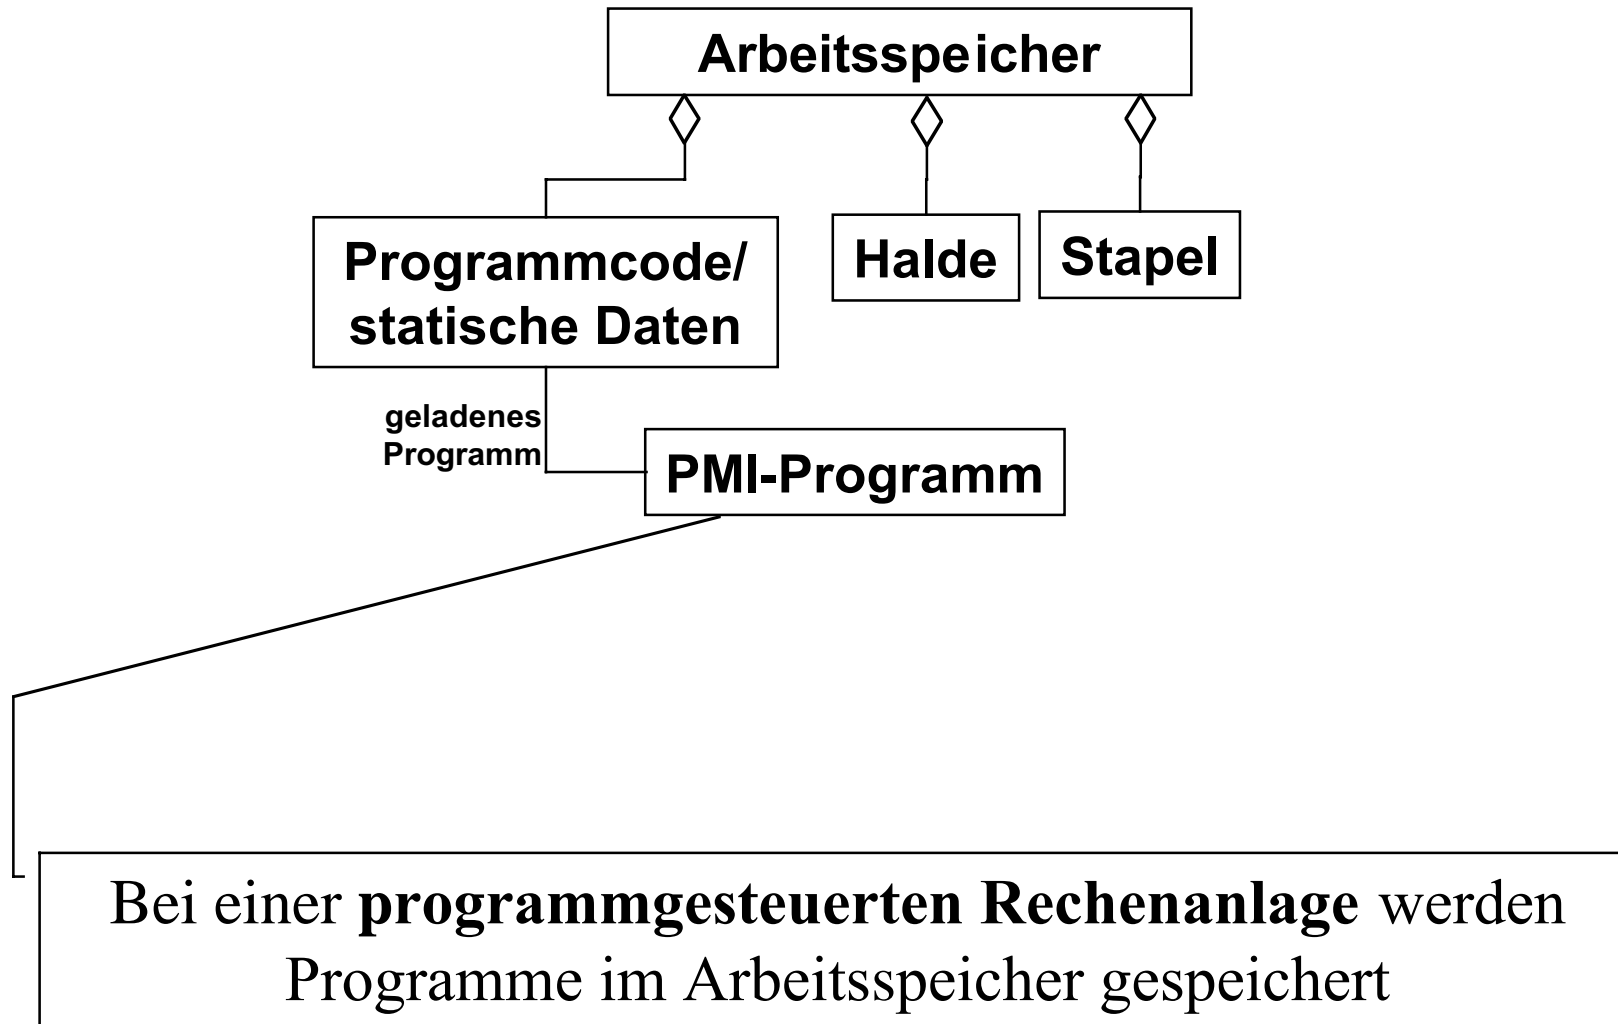 Arbeitsspeicher
Programmcode/
statische Daten
Halde
Stapel
geladenes
Programm
PMI-Programm
Bei einer programmgesteuerten Rechenanlage werden
Programme im Arbeitsspeicher gespeichert